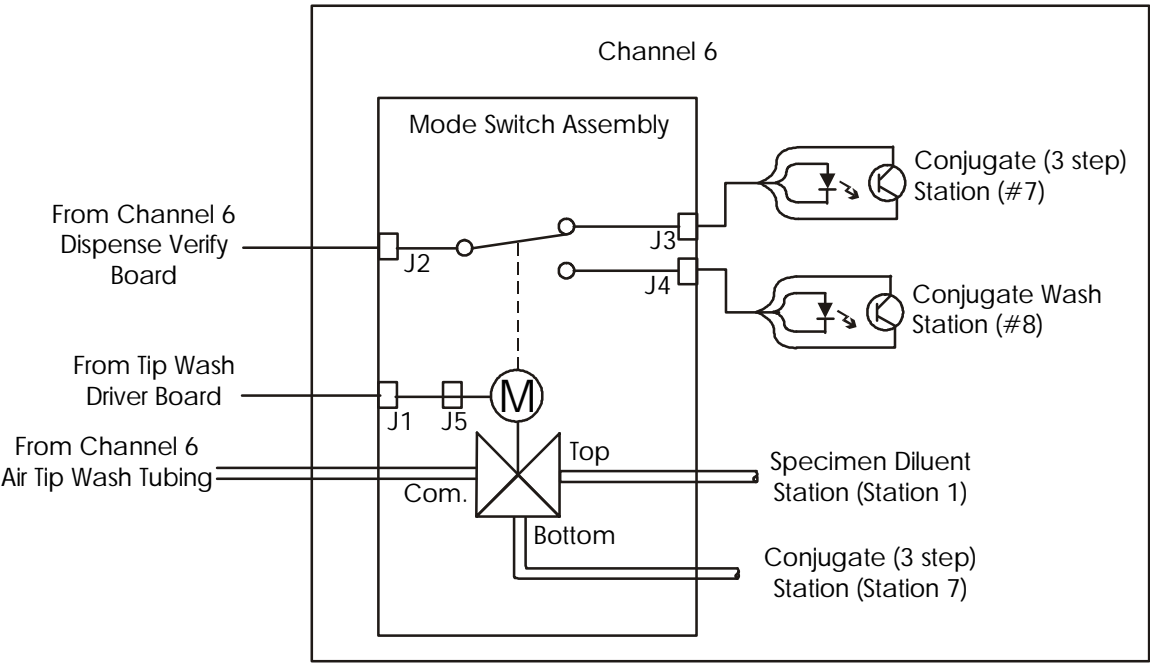 Channel 6
Mode Switch Assembly
Conjugate (3 step)
Station (#7)
From Channel 6
Dispense Verify
Board
J2
J3
J4
Conjugate Wash
Station (#8)
From Tip Wash
Driver Board
J1
J5
M
From Channel 6
Air Tip Wash Tubing
Com.
Top
Bottom
Specimen Diluent
Station (Station 1)
Conjugate (3 step)
Station (Station 7)